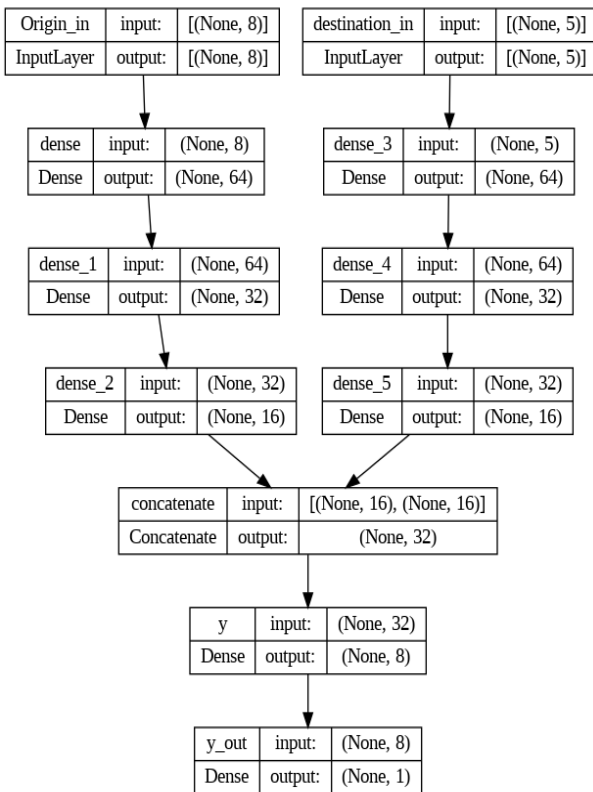 Origin_in input: [(None, 8)]
InputLayer output: [(None, 8)]
destination_in input: [(None, 5)]
InputLayer output: [(None, 5)]
dense input: (None, 8)
Dense output: (None, 64)
dense_3 input: (None, 5)
Dense output: (None, 64)
dense_1 input: (None, 64)
Dense output: (None, 32)
dense_4 input: (None, 64)
Dense output: (None, 32)
dense_2 input: (None, 32)
Dense output: (None, 16)
dense_5 input: (None, 32)
Dense output: (None, 16)
concatenate input: [(None, 16), (None, 16)]
Concatenate output: (None, 32)
y input: (None, 32)
Dense output: (None, 8)
y_out input: (None, 8)
Dense output: (None, 1)